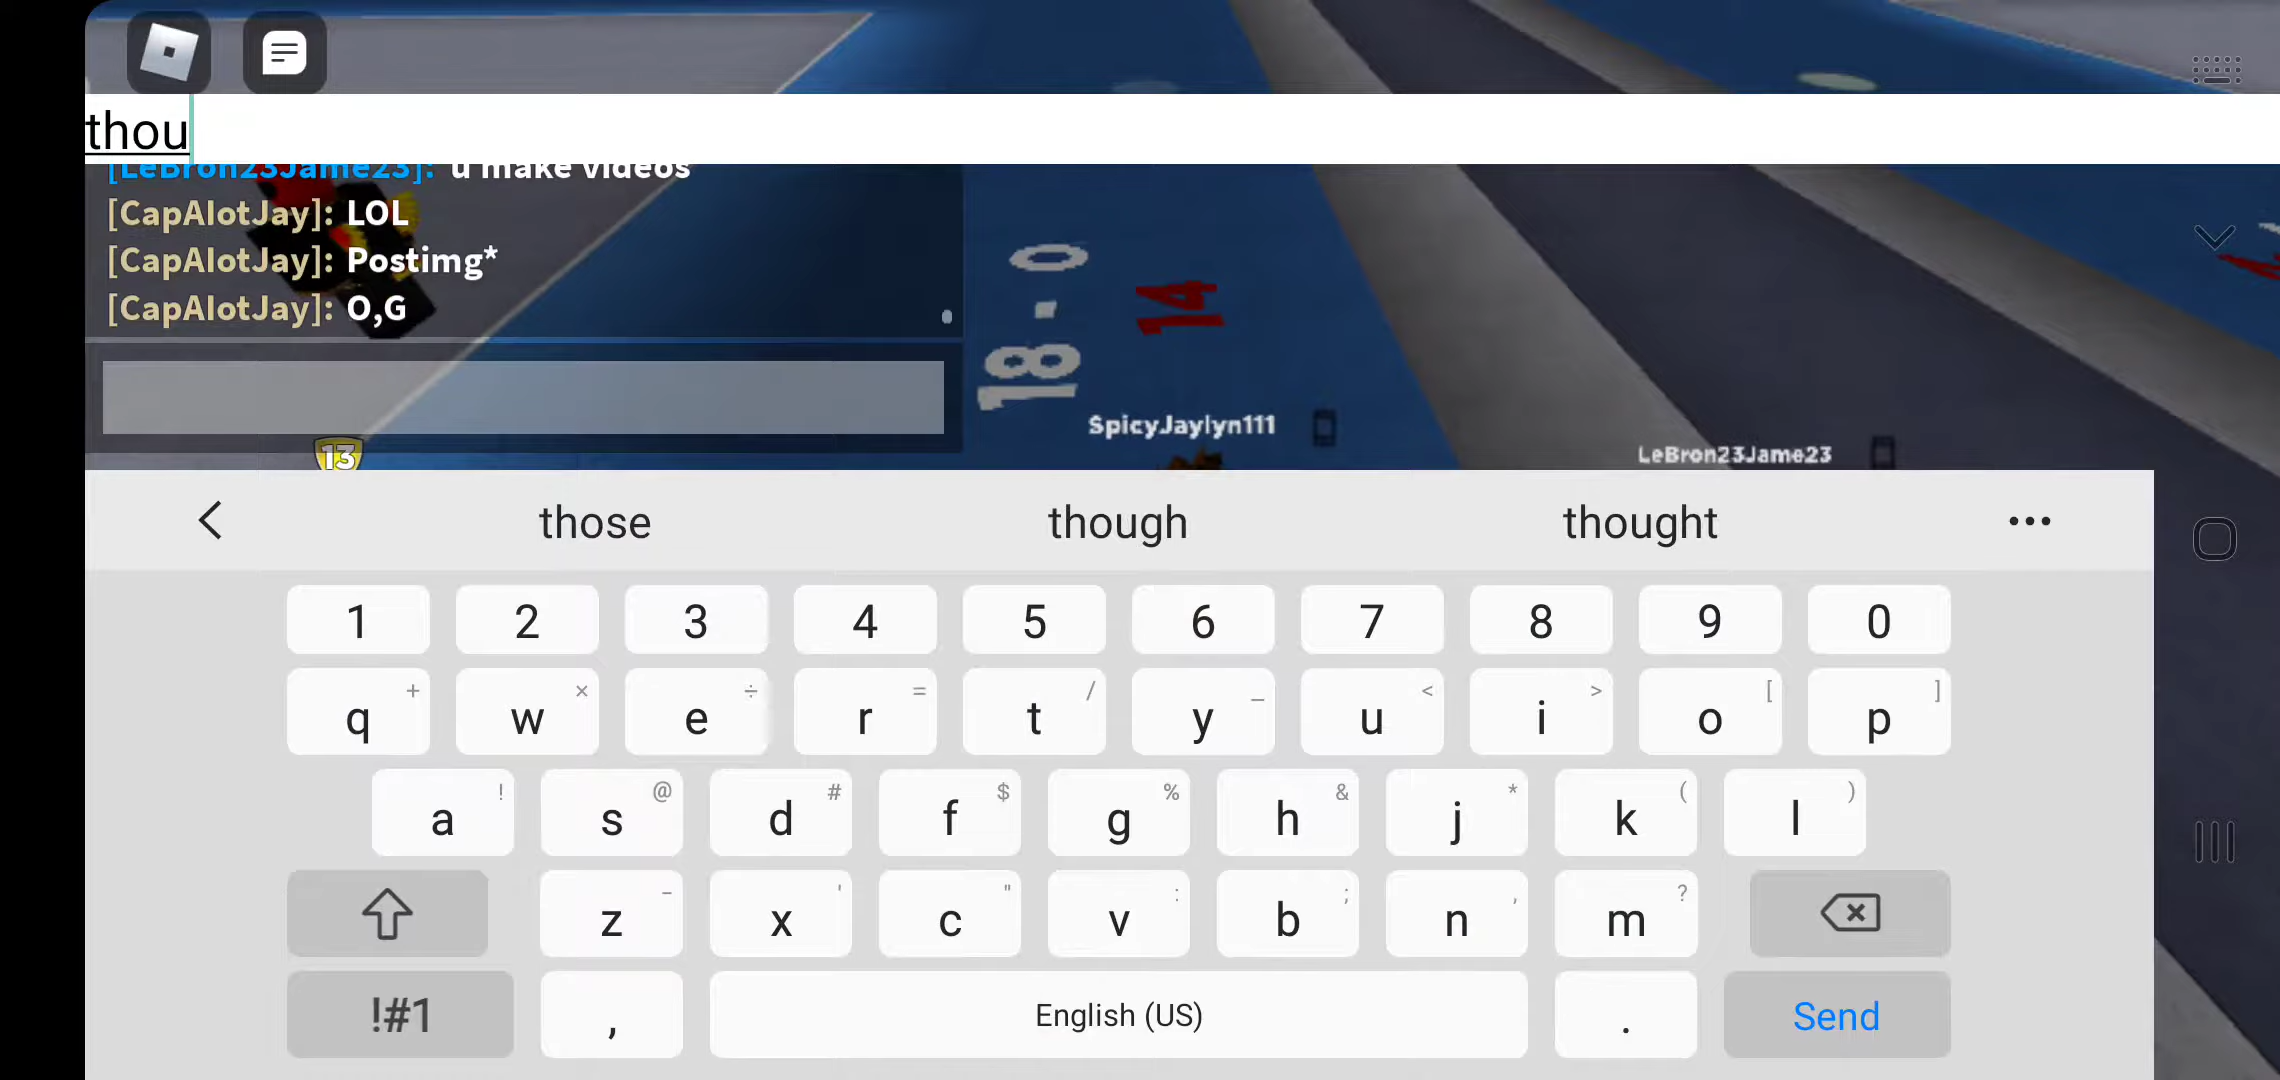 thou
[LeBron23Jame23]: u make videos
[CapAlotJay]: LOL
[CapAlotJay]: Postimg*
[CapAlotJay]: O,G
18 - 0
14
SpicyJaylyn111
LeBron23Jame23
13
those though thought
1 2 3 4 5 6 7 8 9 0
+ × ÷ = / _ < > [ ]
q w e r t y u i o p
! @ # $ % & * ( )
a s d f g h j k l
- ' " : ; , ?
z x c v b n m
!#1 , English (US) . Send